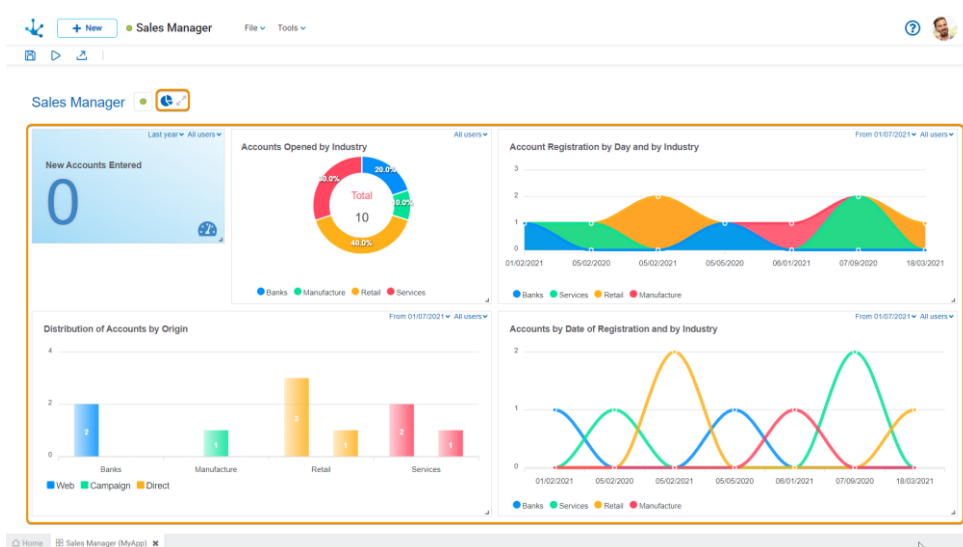 + New
Sales Manager
File
Tools
Sales Manager
Last year All users
New Accounts Entered
0
All users
Accounts Opened by Industry
20.0%
10.0%
40.0%
30.0%
Total
10
Banks Manufacture Retail Services
From 01/07/2021 All users
Account Registration by Day and by Industry
3
2
1
0
01/02/2021 05/02/2020 05/02/2021 05/05/2020 06/01/2021 07/09/2020 18/03/2021
Banks Services Retail Manufacture
From 01/07/2021 All users
Distribution of Accounts by Origin
4
2
0
2
1
3
1
2
1
Banks Manufacture Retail Services
Web Campaign Direct
From 01/07/2021 All users
Accounts by Date of Registration and by Industry
2
1
0
01/02/2021 05/02/2020 05/02/2021 05/05/2020 06/01/2021 07/09/2020 18/03/2021
Banks Services Retail Manufacture
Home
Sales Manager (MyApp)